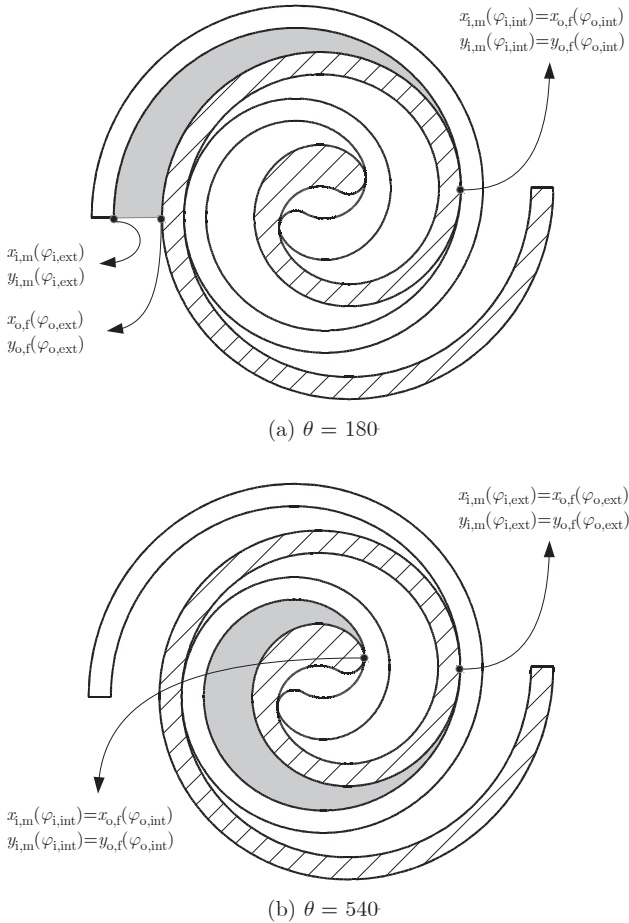 x_{i,m}(φ_{i,int})=x_{o,f}(φ_{o,int})
y_{i,m}(φ_{i,int})=y_{o,f}(φ_{o,int})
x_{i,m}(φ_{i,ext})
y_{i,m}(φ_{i,ext})
x_{o,f}(φ_{o,ext})
y_{o,f}(φ_{o,ext})
(a) θ = 180
x_{i,m}(φ_{i,ext})=x_{o,f}(φ_{o,ext})
y_{i,m}(φ_{i,ext})=y_{o,f}(φ_{o,ext})
x_{i,m}(φ_{i,int})=x_{o,f}(φ_{o,int})
y_{i,m}(φ_{i,int})=y_{o,f}(φ_{o,int})
(b) θ = 540